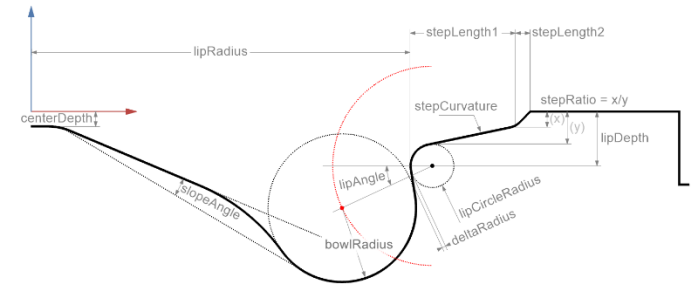 stepLength1
stepLength2
lipRadius
stepRatio = x/y
centerDepth
stepCurvature
(x)
(y)
lipDepth
lipAngle
slopeAngle
lipCircleRadius
deltaRadius
bowlRadius